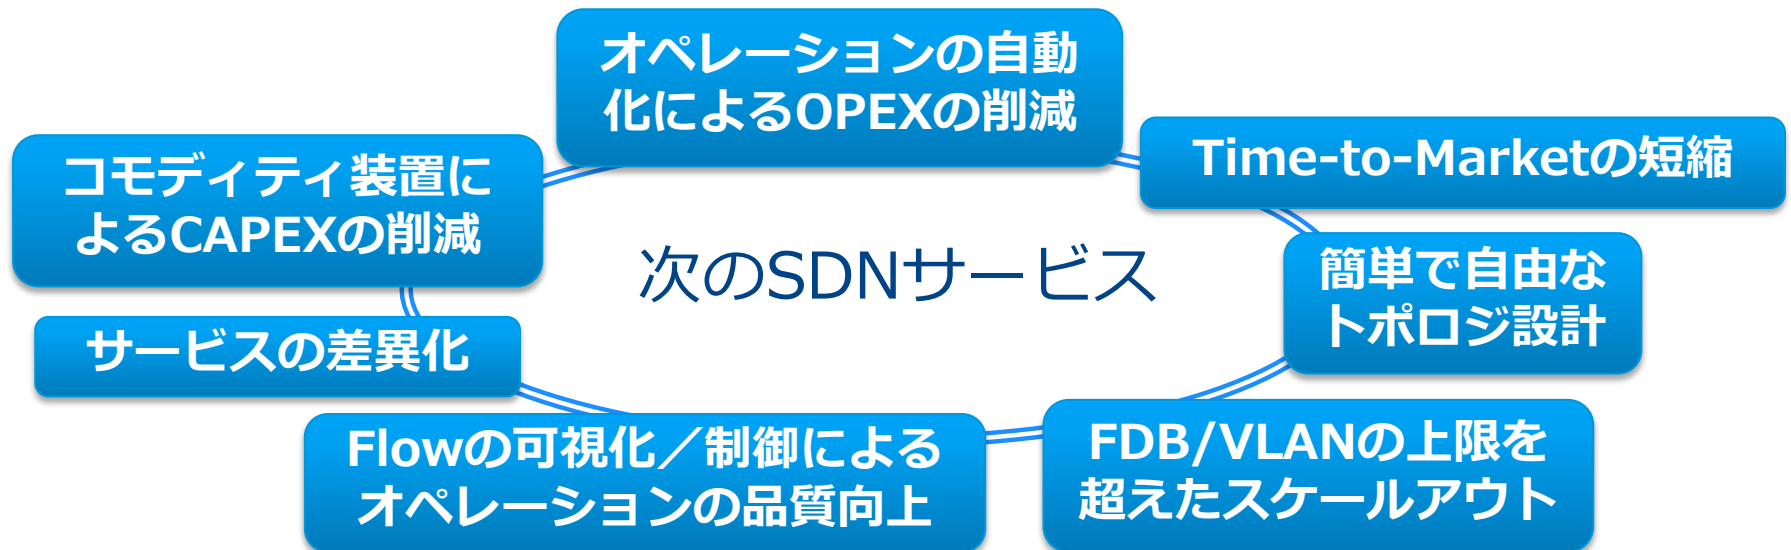 オペレーションの自動
化によるOPEXの削減
Time-to-Marketの短縮
コモディティ装置に
よるCAPEXの削減
次のSDNサービス
簡単で自由な
トポロジ設計
サービスの差異化
Flowの可視化／制御による
オペレーションの品質向上
FDB/VLANの上限を
超えたスケールアウト